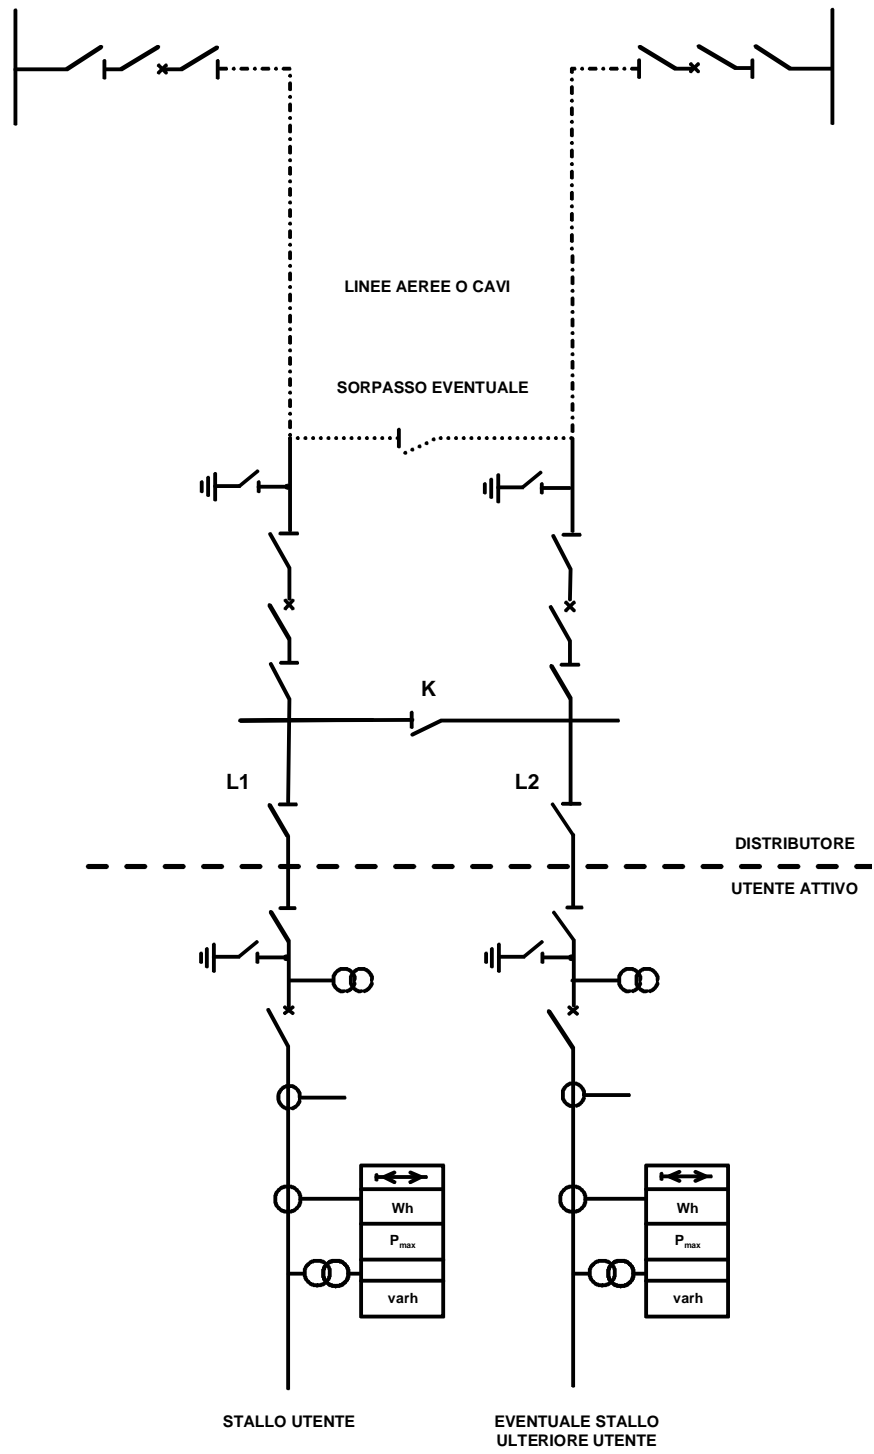 LINEE AEREE O CAVI
SORPASSO EVENTUALE
K
L1
L2
DISTRIBUTORE
UTENTE ATTIVO
Wh
Pmax
varh
Wh
Pmax
varh
STALLO UTENTE
EVENTUALE STALLO
ULTERIORE UTENTE